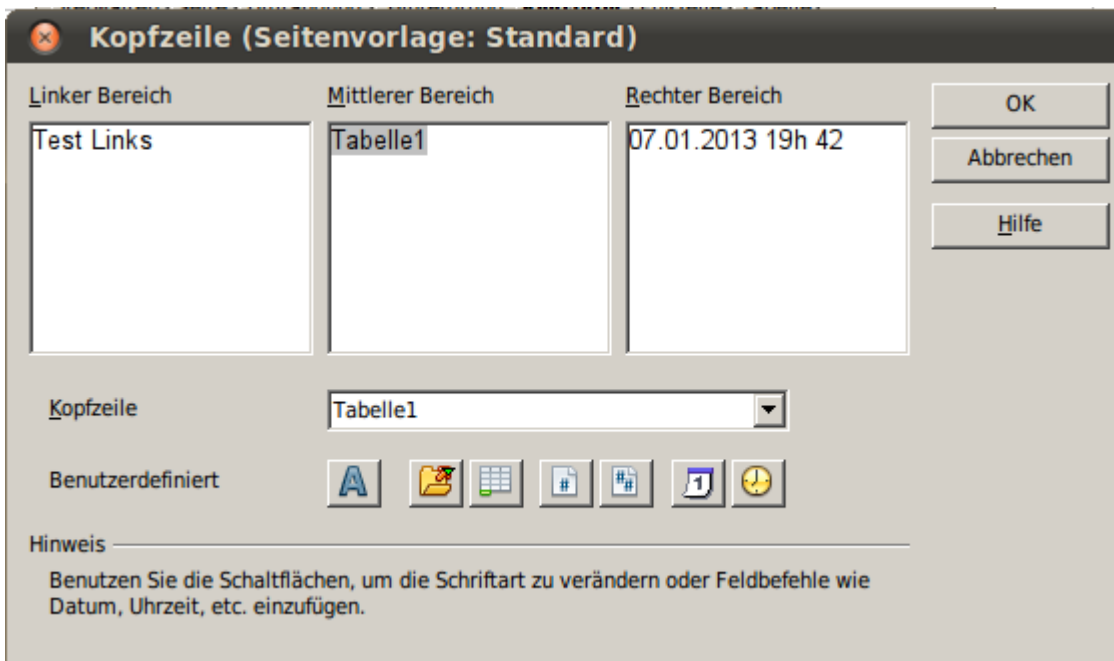 Kopfzeile (Seitenvorlage: Standard)
Linker Bereich
Mittlerer Bereich
Rechter Bereich
OK
Test Links
Tabelle1
07.01.2013 19h 42
Abbrechen
Hilfe
Kopfzeile
Tabelle1
Benutzerdefiniert
Hinweis
Benutzen Sie die Schaltflächen, um die Schriftart zu verändern oder Feldbefehle wie
Datum, Uhrzeit, etc. einzufügen.